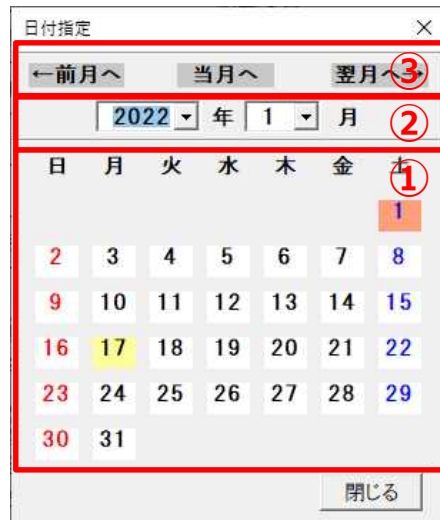 日付指定 ×
←前月へ 当月へ 翌月へ→ ③
2022 年 1 月 ②
日 月 火 水 木 金 土 ①
1
2 3 4 5 6 7 8
9 10 11 12 13 14 15
16 17 18 19 20 21 22
23 24 25 26 27 28 29
30 31
閉じる